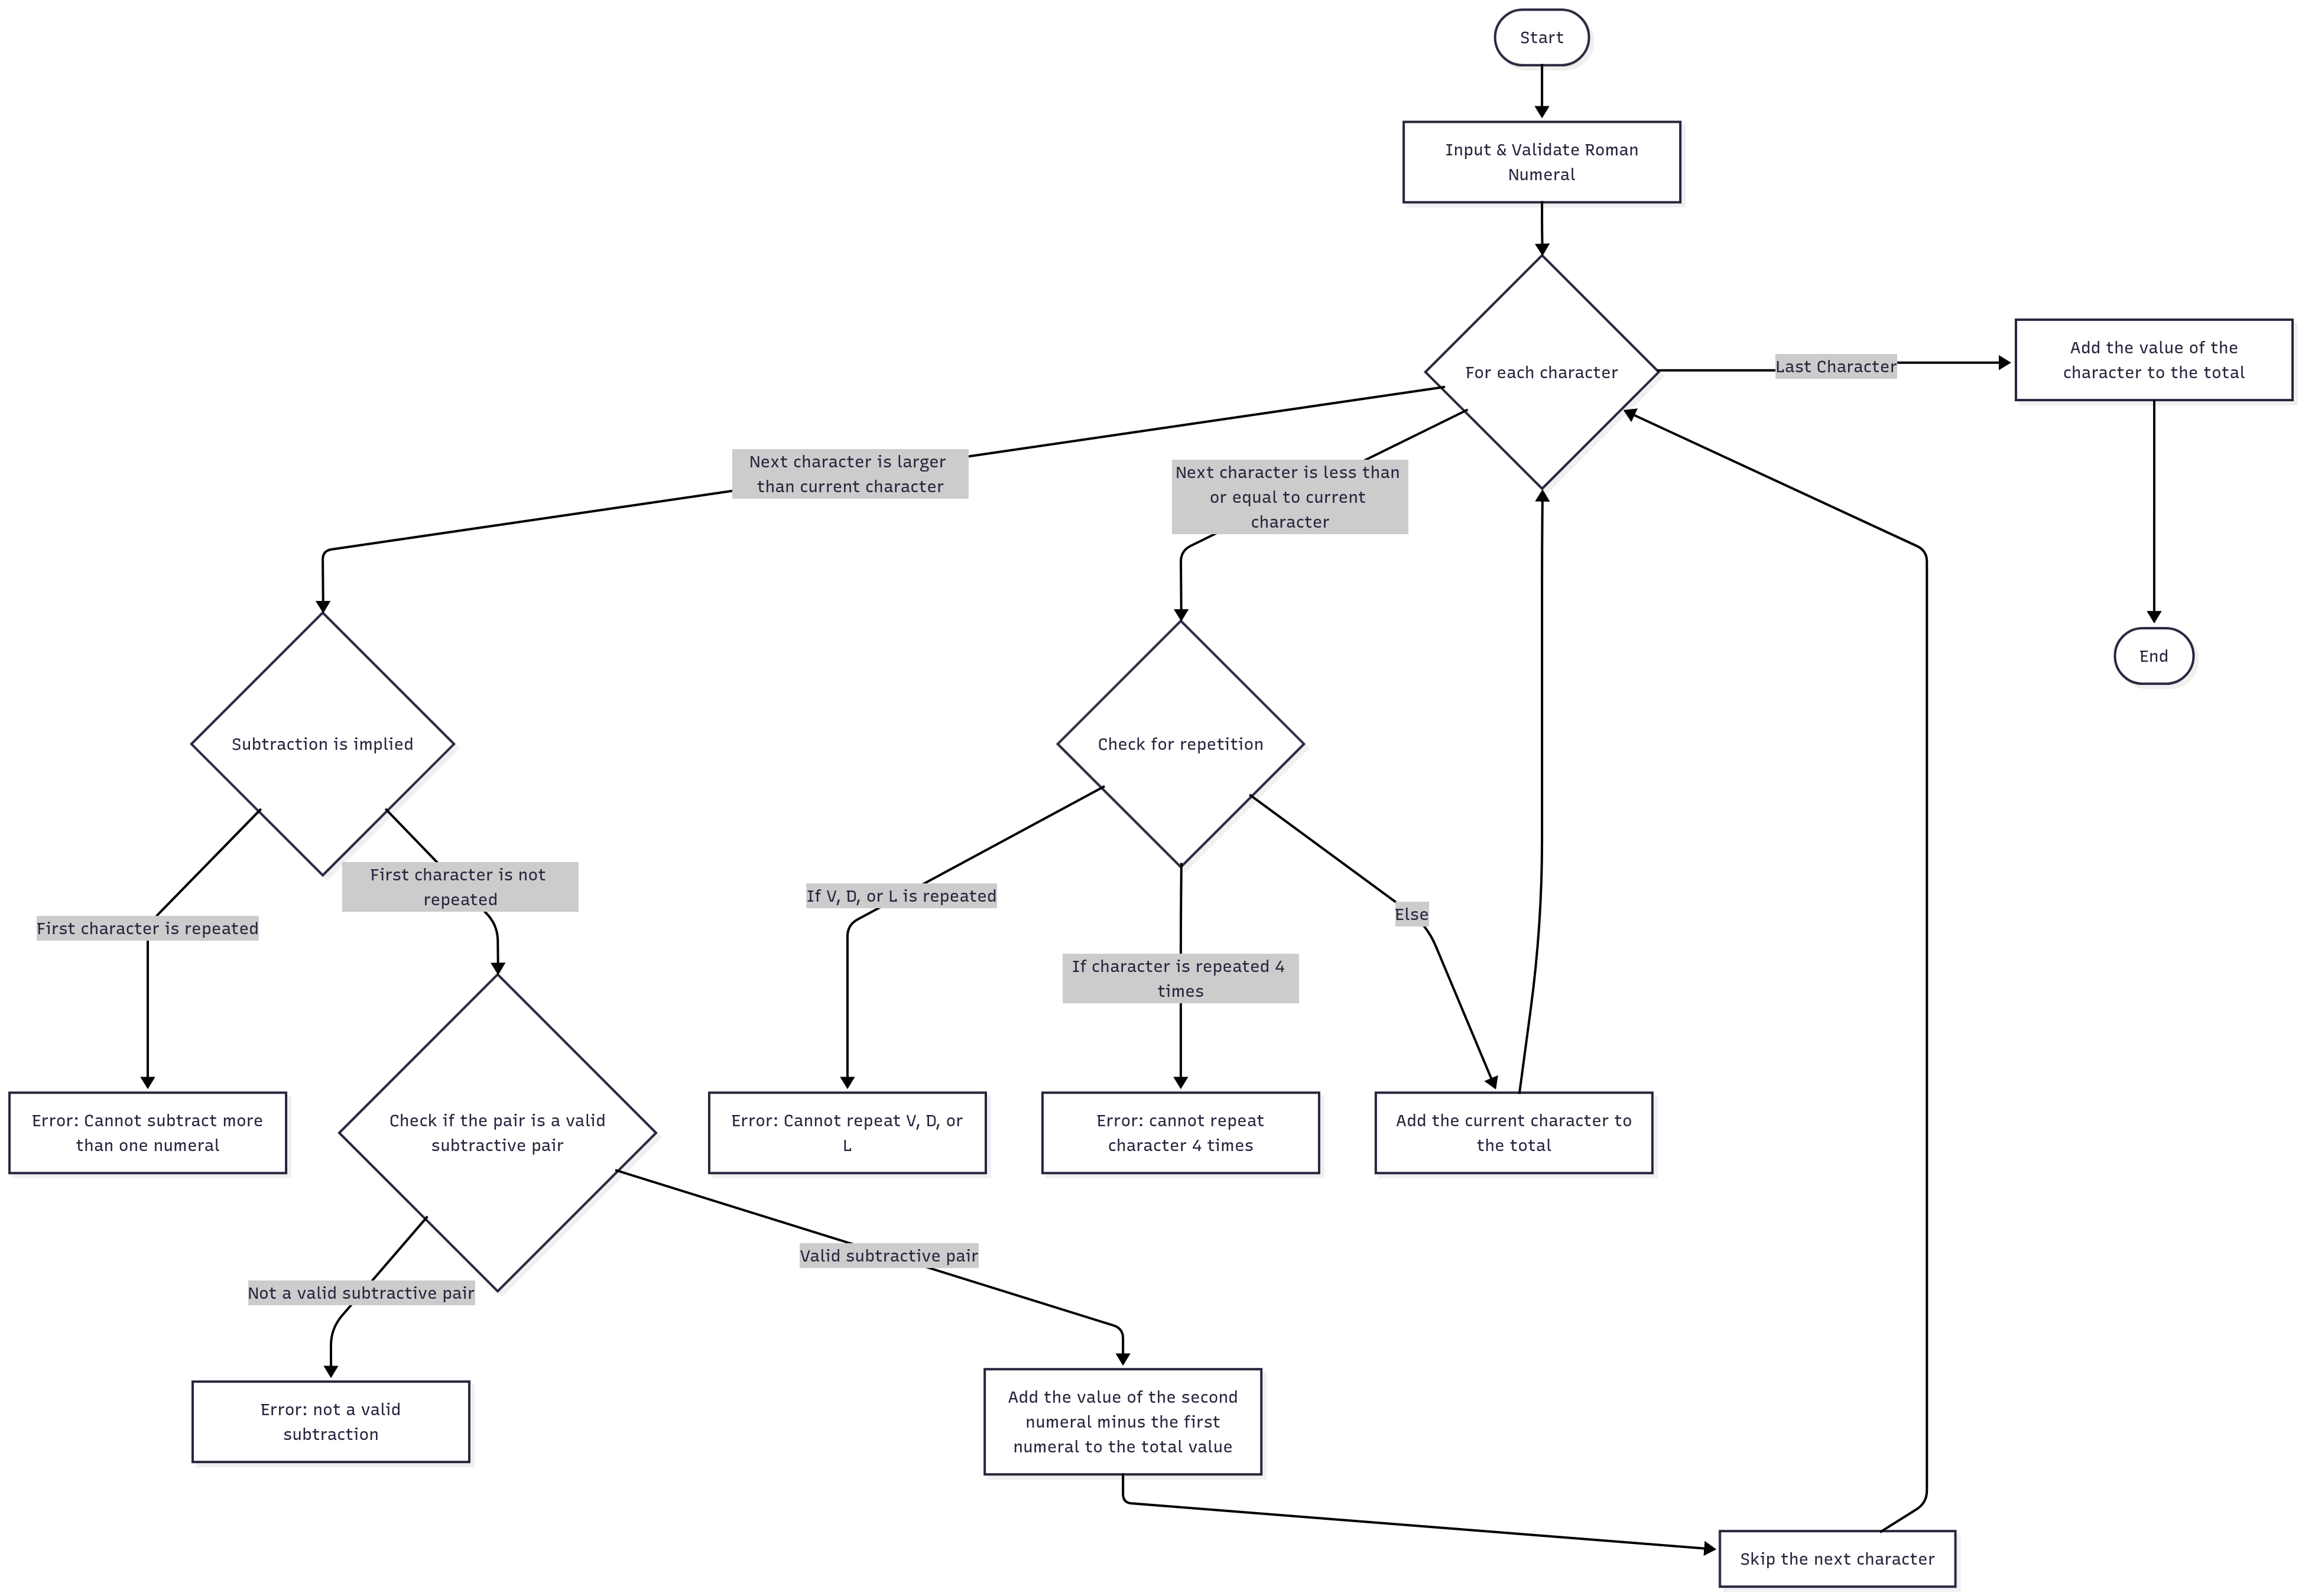 Start
Input & Validate Roman
Numeral
For each character
Last Character
Add the value of the
character to the total
Next character is larger
than current character
Next character is less than
or equal to current
character
End
Subtraction is implied
Check for repetition
First character is repeated
First character is not
repeated
If V, D, or L is repeated
If character is repeated 4
times
Else
Error: Cannot subtract more
than one numeral
Check if the pair is a valid
subtractive pair
Error: Cannot repeat V, D, or
L
Error: cannot repeat
character 4 times
Add the current character to
the total
Not a valid subtractive pair
Valid subtractive pair
Error: not a valid
subtraction
Add the value of the second
numeral minus the first
numeral to the total value
Skip the next character